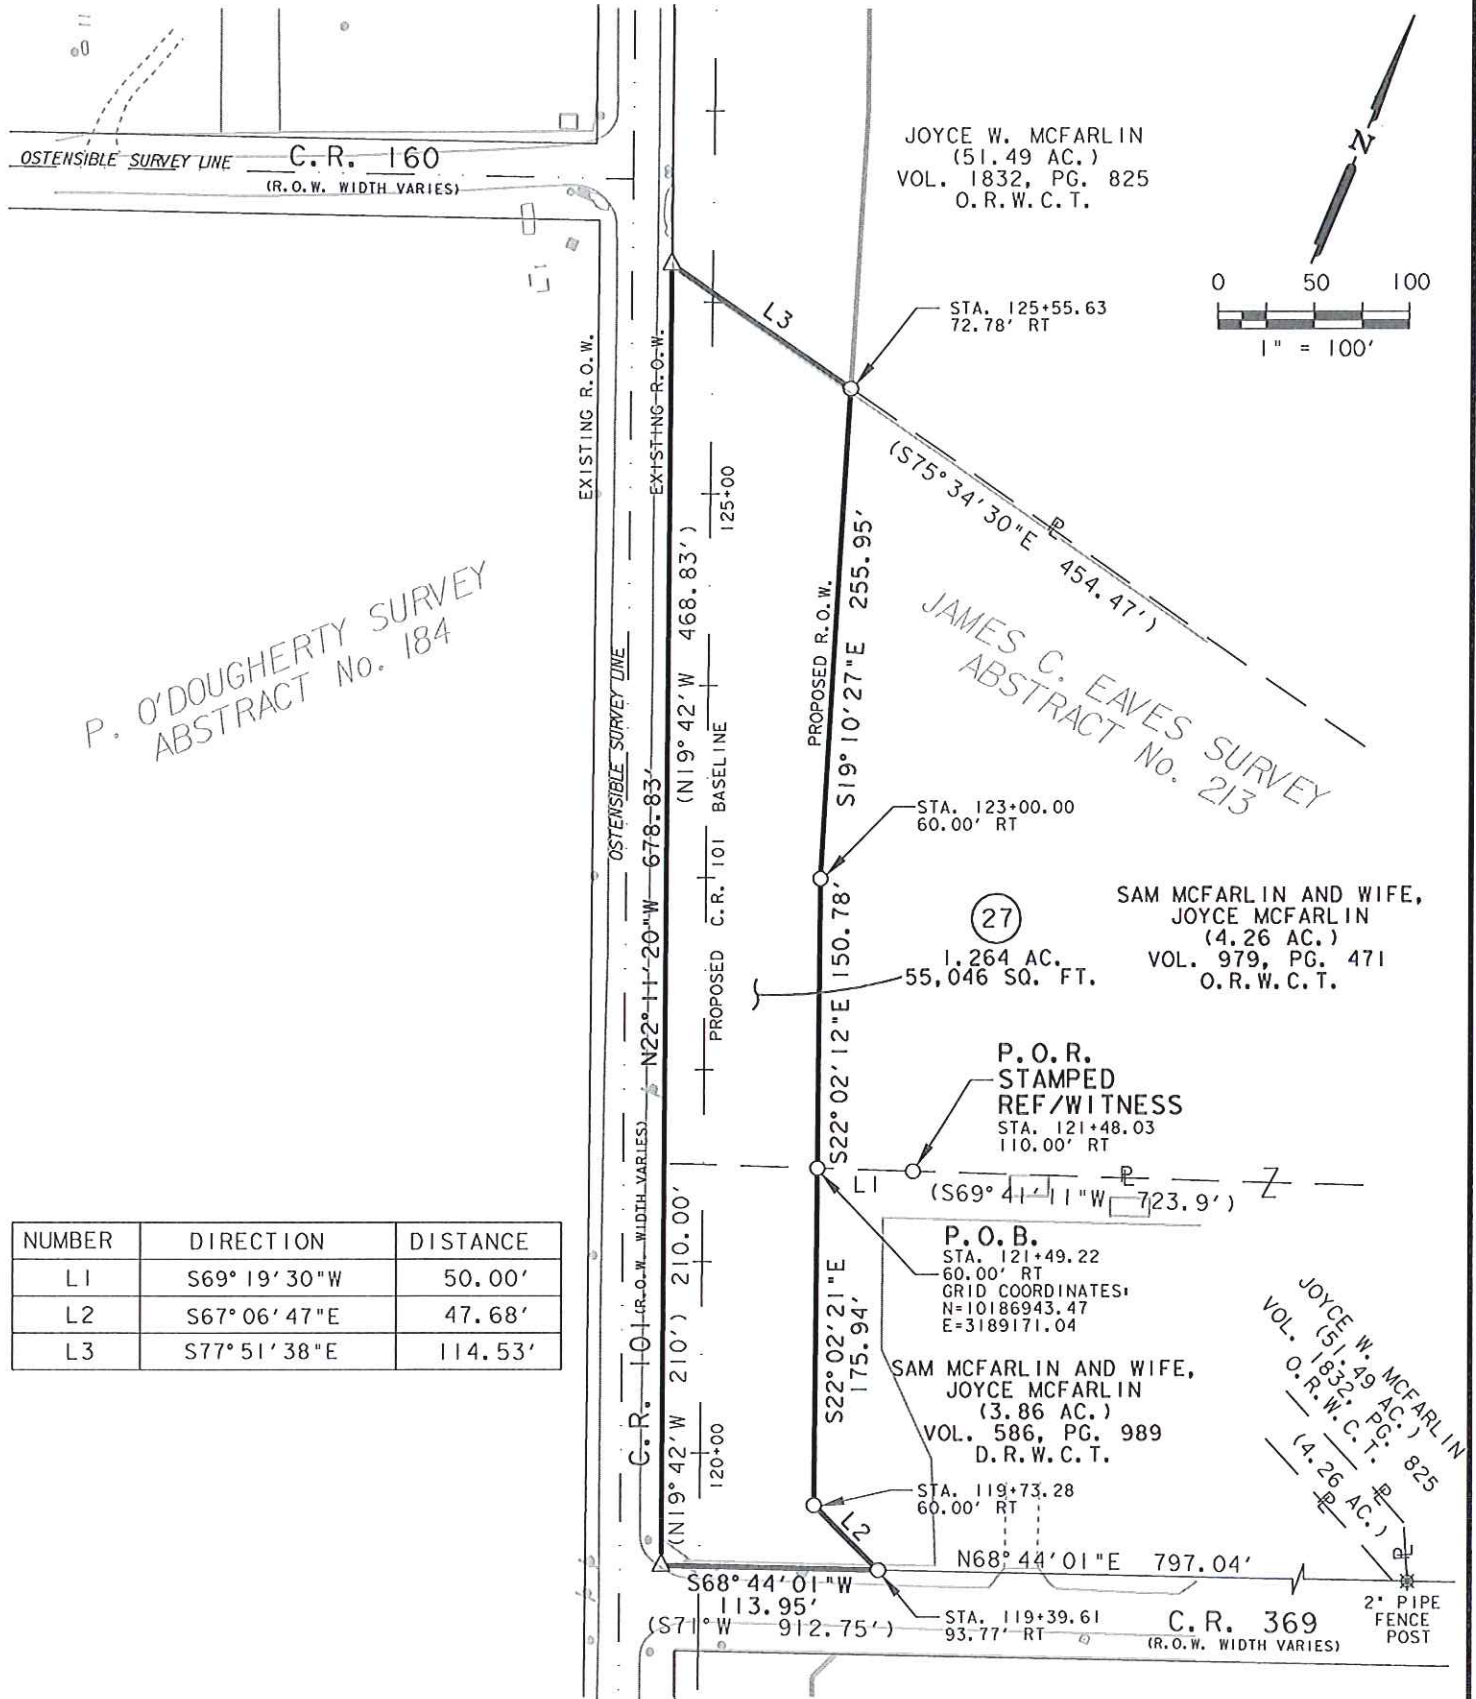 JOYCE W. MCFARLIN
(51.49 AC.)
VOL. 1832, PG. 825
O.R.W.C.T.
N
0 50 100
1" = 100'
OSTENSIBLE SURVEY LINE
C.R. 160
(R.O.W. WIDTH VARIES)
L3
STA. 125+55.63
72.78' RT
EXISTING R.O.W.
EXISTING R.O.W.
125+00
(S75°34'30"E 454.47')
PL
P. O'DOUGHERTY SURVEY
ABSTRACT No. 184
JAMES C. EAVES SURVEY
ABSTRACT No. 213
OSTENSIBLE SURVEY LINE
N22°11'20"W 678.83'
(N19°42'W 468.83')
PROPOSED C.R. 101 BASELINE
PROPOSED R.O.W.
S19°10'27"E 255.95'
STA. 123+00.00
60.00' RT
27
1.264 AC.
55,046 SQ. FT.
SAM MCFARLIN AND WIFE,
JOYCE MCFARLIN
(4.26 AC.)
VOL. 979, PG. 471
O.R.W.C.T.
S22°02'12"E 150.78'
P.O.R.
STAMPED
REF/WITNESS
STA. 121+48.03
110.00' RT
L1
(S69°41'11"W 723.9')
PL
P.O.B.
STA. 121+49.22
60.00' RT
GRID COORDINATES:
N=10186943.47
E=3189171.04
NUMBER DIRECTION DISTANCE
L1 S69°19'30"W 50.00'
L2 S67°06'47"E 47.68'
L3 S77°51'38"E 114.53'
C.R. 101 (R.O.W. WIDTH VARIES)
(N19°42'W 210') 210.00'
120+00
S22°02'21"E
175.94'
SAM MCFARLIN AND WIFE,
JOYCE MCFARLIN
(3.86 AC.)
VOL. 586, PG. 989
D.R.W.C.T.
JOYCE W. MCFARLIN
(51.49 AC.)
VOL. 1832, PG. 825
O.R.W.C.T.
PL
(4.26 AC.)
PL
PL
STA. 119+73.28
60.00' RT
L2
N68°44'01"E 797.04'
S68°44'01"W
113.95'
(S71°W 912.75')
STA. 119+39.61
93.77' RT
C.R. 369
(R.O.W. WIDTH VARIES)
2" PIPE
FENCE
POST